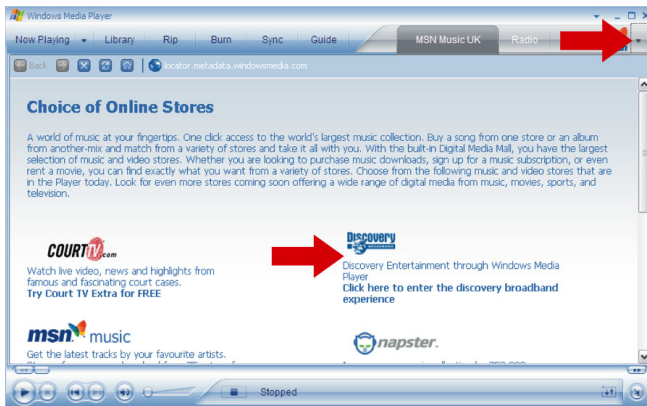 Windows Media Player
Now Playing Library Rip Burn Sync Guide MSN Music UK Radio
Back locator.metadata.windowsmedia.com
Choice of Online Stores
A world of music at your fingertips. One click access to the world's largest music collection. Buy a song from one store or an album
from another-mix and match from a variety of stores and take it all with you. With the built-in Digital Media Mall, you have the largest
selection of music and video stores. Whether you are looking to purchase music downloads, sign up for a music subscription, or even
rent a movie, you can find exactly what you want from a variety of stores. Choose from the following music and video stores that are
in the Player today. Look for even more stores coming soon offering a wide range of digital media from music, movies, sports, and
television.
COURT TV.com
Watch live video, news and highlights from
famous and fascinating court cases.
Try Court TV Extra for FREE
DISCOVERY
Discovery Entertainment through Windows Media
Player
Click here to enter the discovery broadband
experience
msn music
Get the latest tracks by your favourite artists.
napster.
Stopped